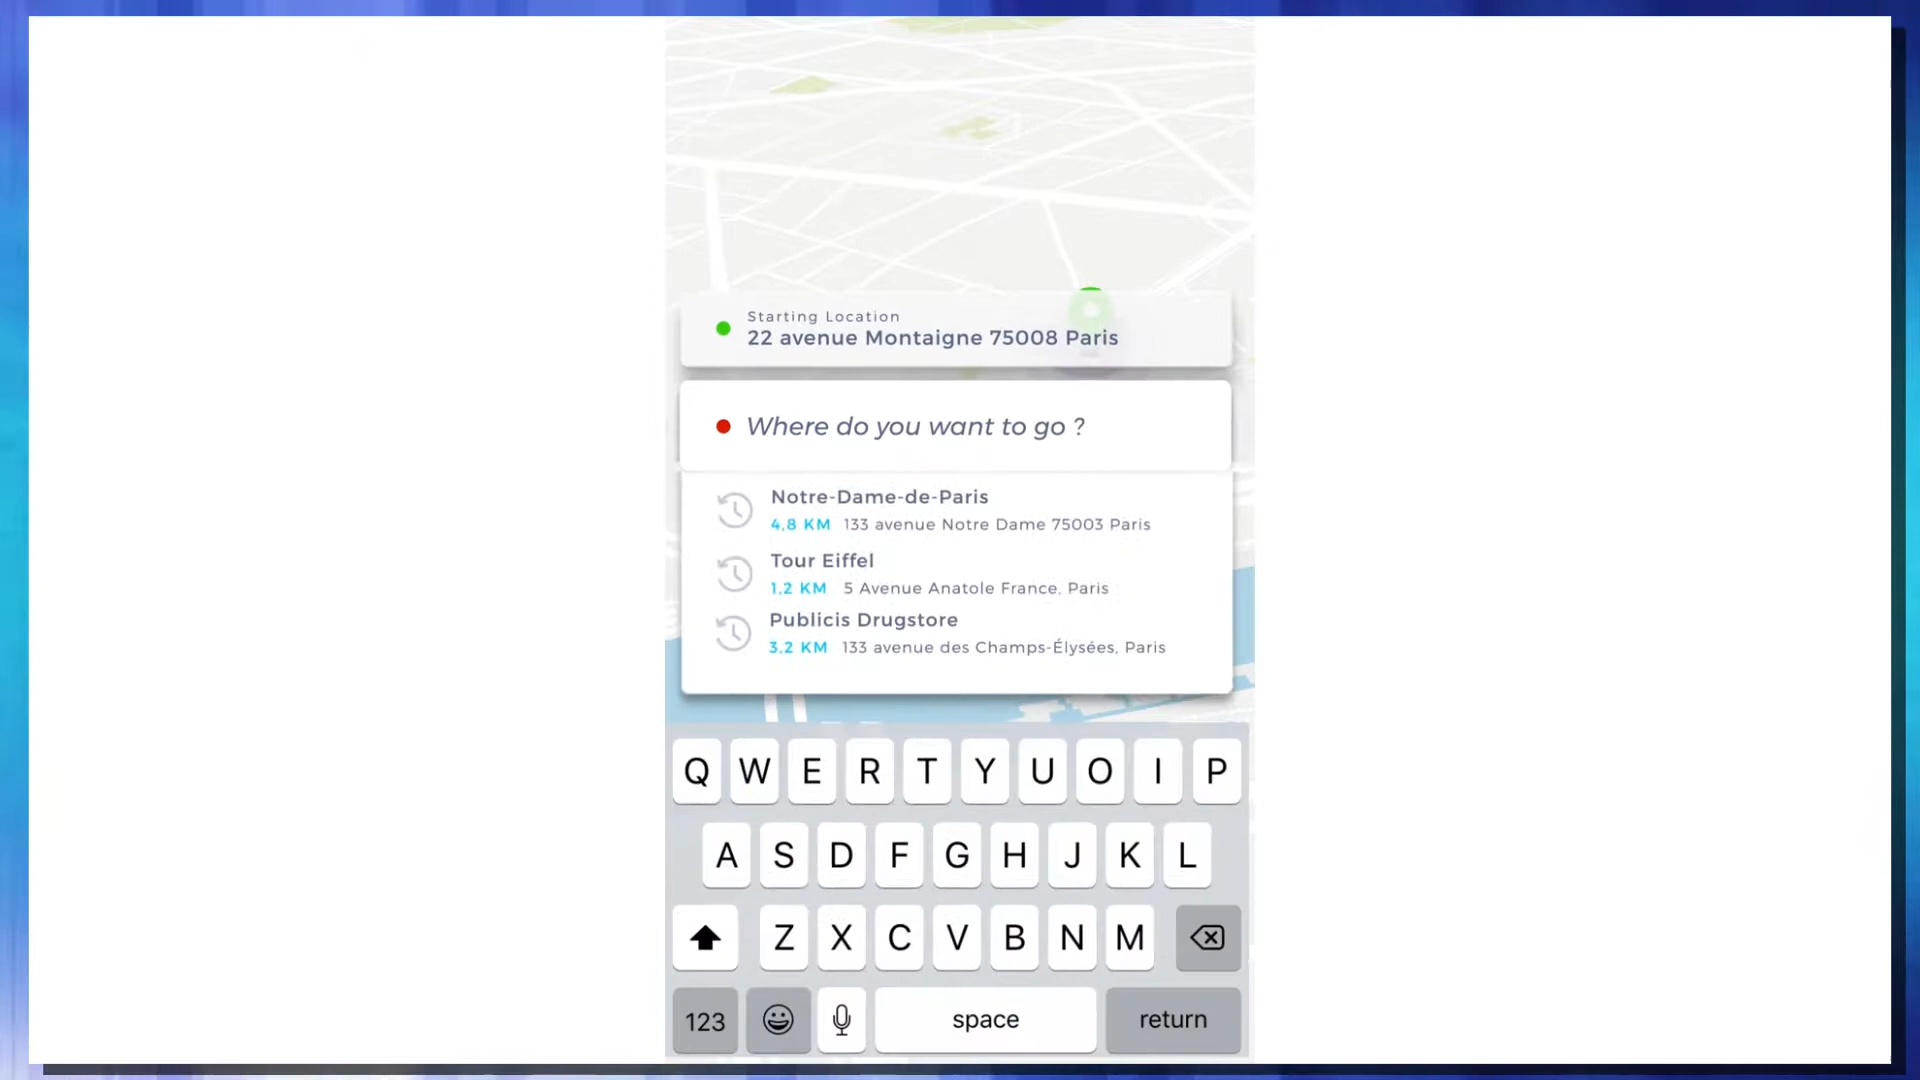 Starting Location
22 avenue Montaigne 75008 Paris
Where do you want to go ?
Notre-Dame-de-Paris
4,8 KM 133 avenue Notre Dame 75003 Paris
Tour Eiffel
1,2 KM 5 Avenue Anatole France, Paris
Publicis Drugstore
3,2 KM 133 avenue des Champs-Élysées, Paris
Q W E R T Y U O I P
A S D F G H J K L
Z X C V B N M
123 space return